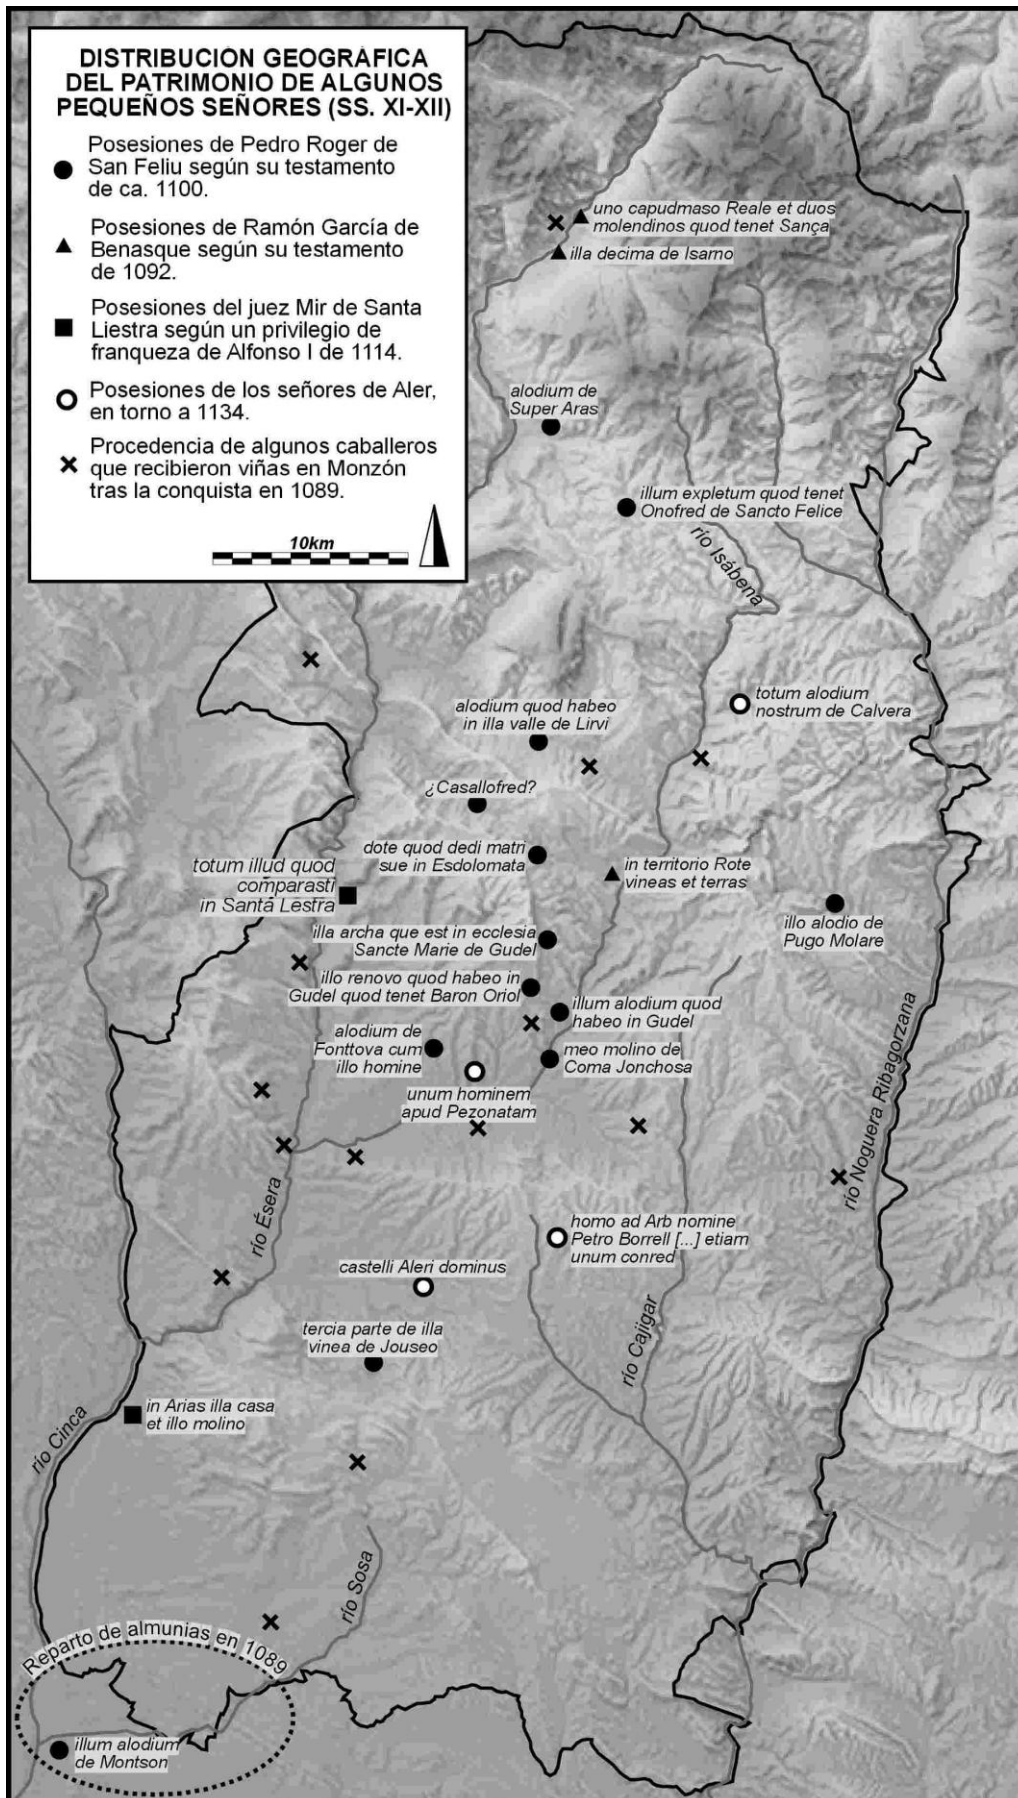 DISTRIBUCIÓN GEOGRÁFICA
DEL PATRIMONIO DE ALGUNOS
PEQUEÑOS SEÑORES (SS. XI-XII)
Posesiones de Pedro Roger de
San Feliu según su testamento
de ca. 1100.
Posesiones de Ramón García de
Benasque según su testamento
de 1092.
Posesiones del juez Mir de Santa
Liestra según un privilegio de
franqueza de Alfonso I de 1114.
Posesiones de los señores de Aler,
en torno a 1134.
Procedencia de algunos caballeros
que recibieron viñas en Monzón
tras la conquista en 1089.
10km
uno capudmaso Reale et duos
molendinos quod tenet Sança
illa decima de Isarno
alodium de
Super Aras
illum expletum quod tenet
Onofred de Sancto Felice
río Isábena
totum alodium
nostrum de Calvera
alodium quod habeo
in illa valle de Lirvi
¿Casallofred?
dote quod dedi matri
sue in Esdolomata
totum illud quod
comparasti
in Santa Lestra
in territorio Rote
vineas et terras
illo alodio de
Pugo Molare
illa archa que est in ecclesia
Sancte Marie de Gudel
illo renovo quod habeo in
Gudel quod tenet Baron Oriol
illum alodium quod
habeo in Gudel
alodium de
Fonttova cum
illo homine
meo molino de
Coma Jonchosa
unum hominem
apud Pezonatam
río Noguera Ribagorzana
río Ésera
homo ad Arb nomine
Petro Borrell [...] etiam
unum conred
castelli Aleri dominus
río Cajigar
tercia parte de illa
vinea de Jouseo
in Arias illa casa
et illo molino
río Cinca
río Sosa
Reparto de almunias en 1089
illum alodium
de Montson